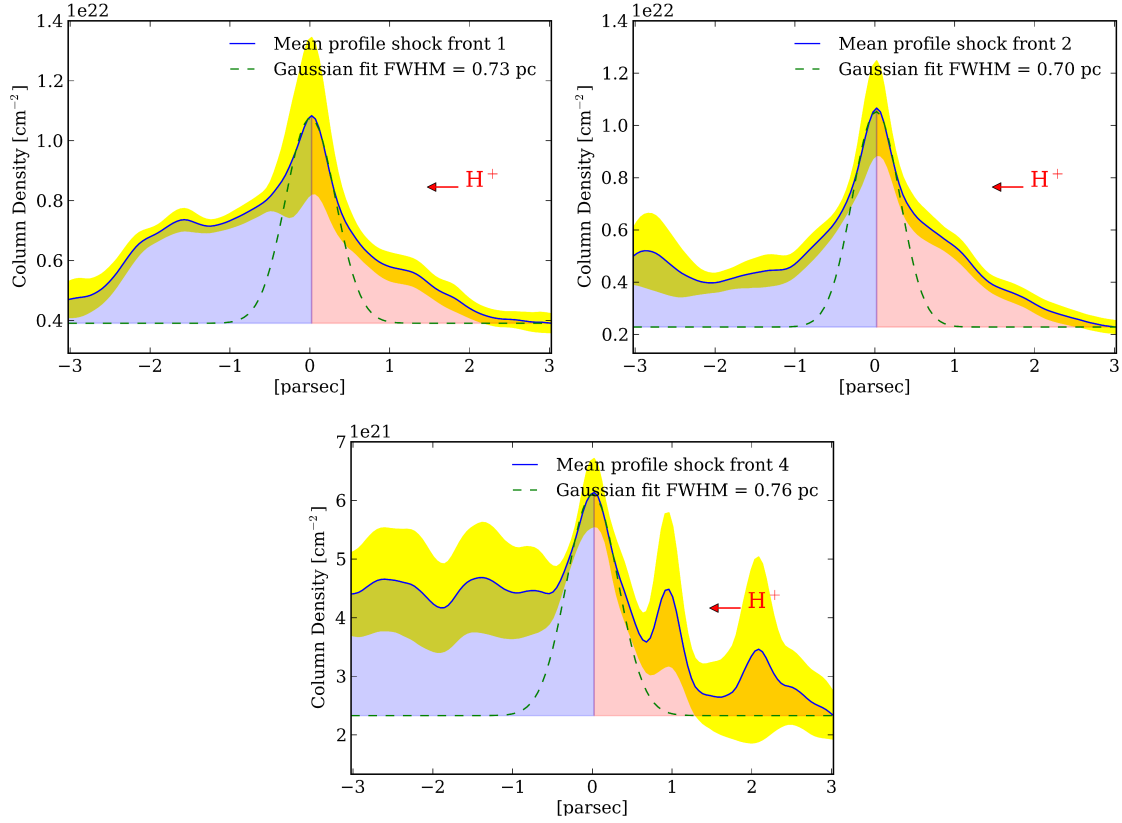 1e22
Mean profile shock front 1
Gaussian fit FWHM = 0.73 pc
H+
Column Density [cm−2]
1.4
1.2
1.0
0.8
0.6
0.4
−3 −2 −1 0 1 2 3
[parsec]
1e22
Mean profile shock front 2
Gaussian fit FWHM = 0.70 pc
H+
Column Density [cm−2]
1.4
1.2
1.0
0.8
0.6
0.4
0.2
−3 −2 −1 0 1 2 3
[parsec]
1e21
Mean profile shock front 4
Gaussian fit FWHM = 0.76 pc
H+
Column Density [cm−2]
7
6
5
4
3
2
−3 −2 −1 0 1 2 3
[parsec]